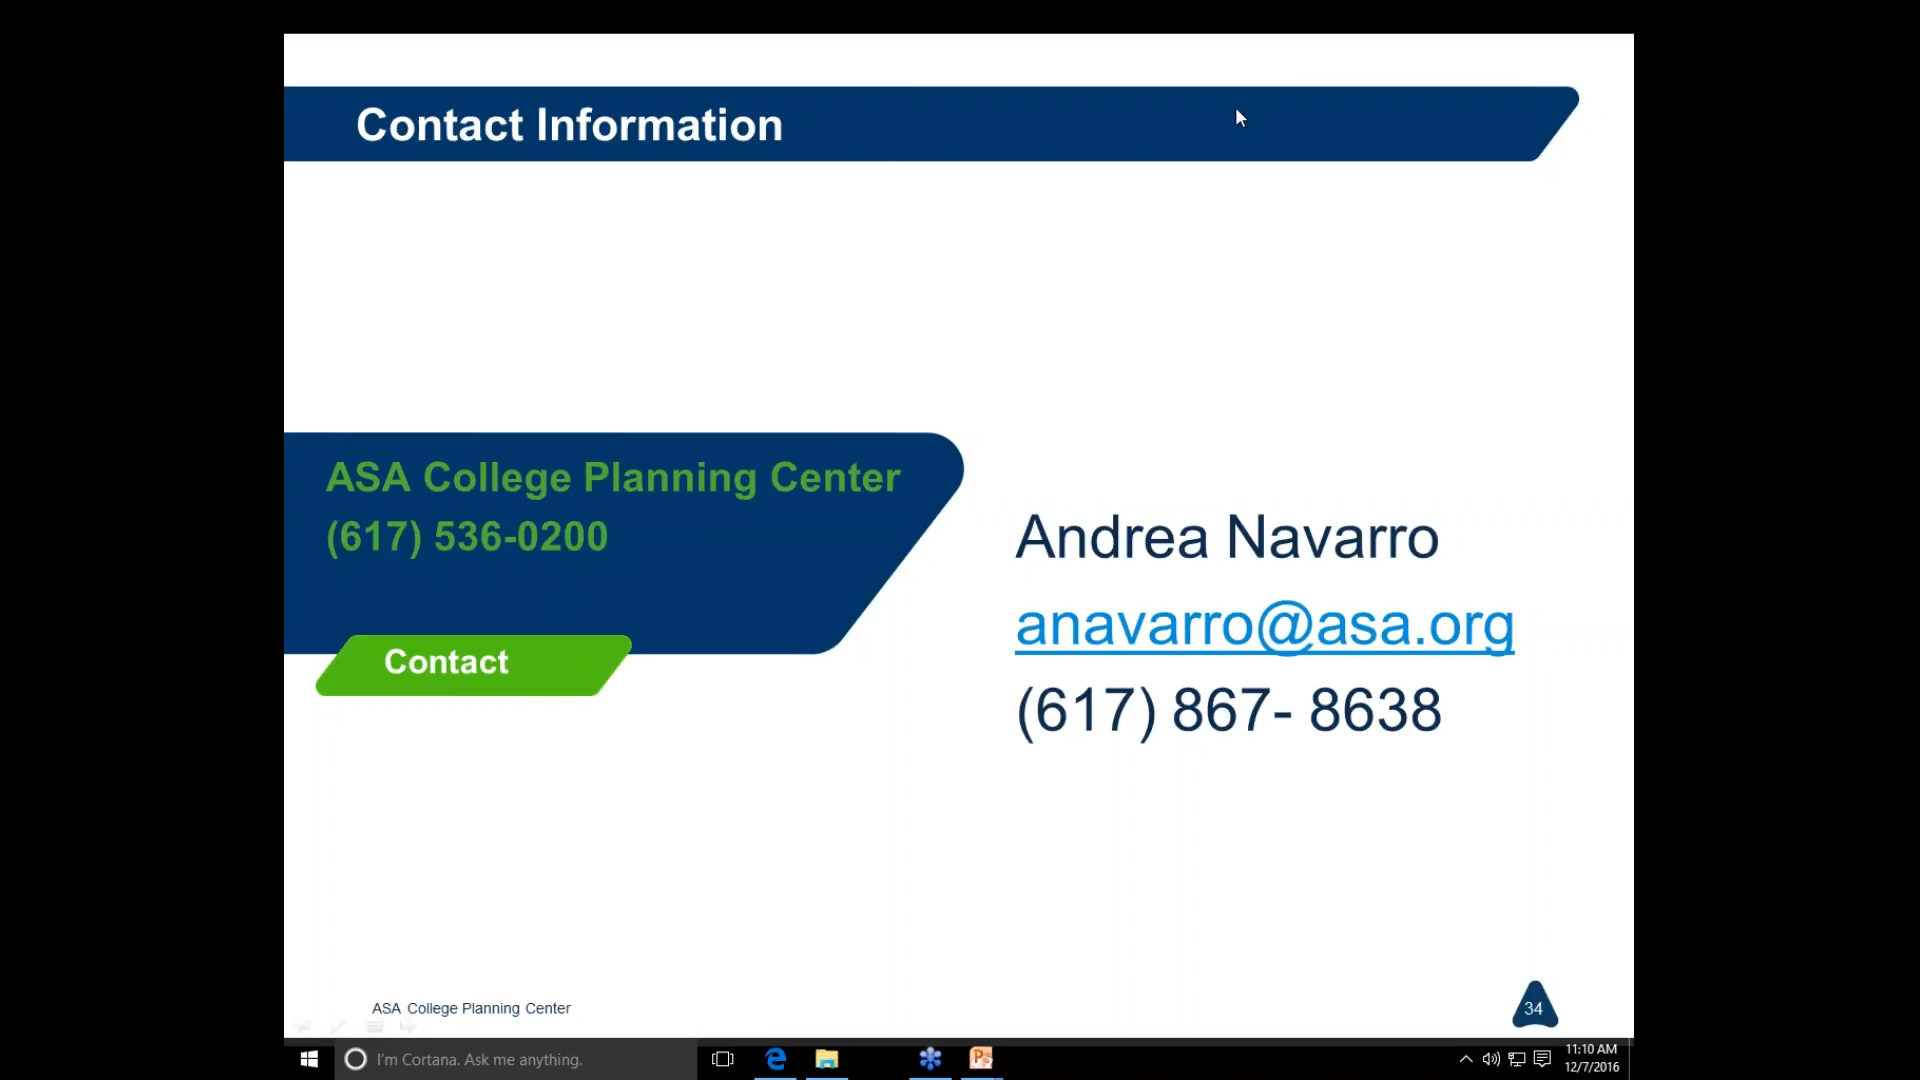 Contact Information
ASA College Planning Center
(617) 536-0200
Contact
Andrea Navarro
anavarro@asa.org
(617) 867- 8638
ASA College Planning Center
34
I'm Cortana. Ask me anything.
11:10 AM
12/7/2016